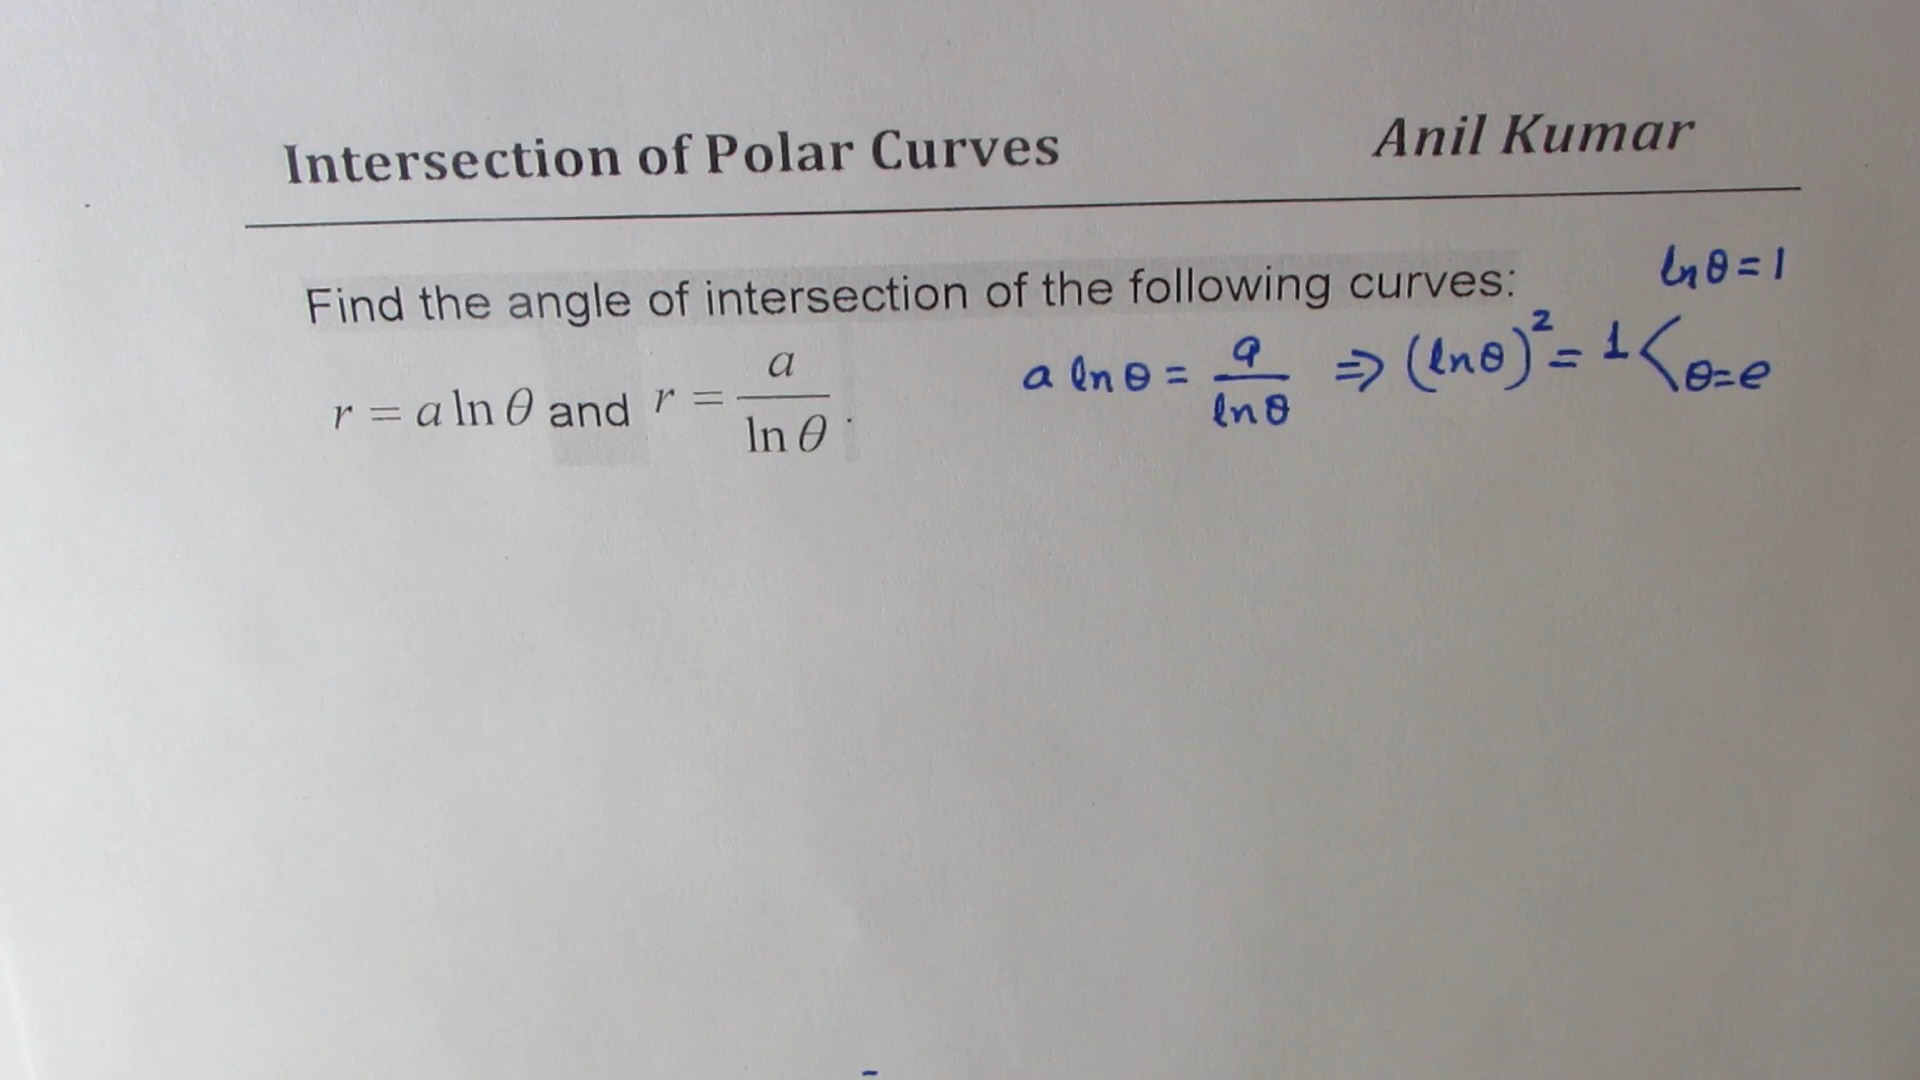 Intersection of Polar Curves Anil Kumar
Find the angle of intersection of the following curves:
r = a ln θ and r = a / ln θ .
ln θ = 1
a ln θ = a / ln θ ⇒ (ln θ)² = 1 < θ = e